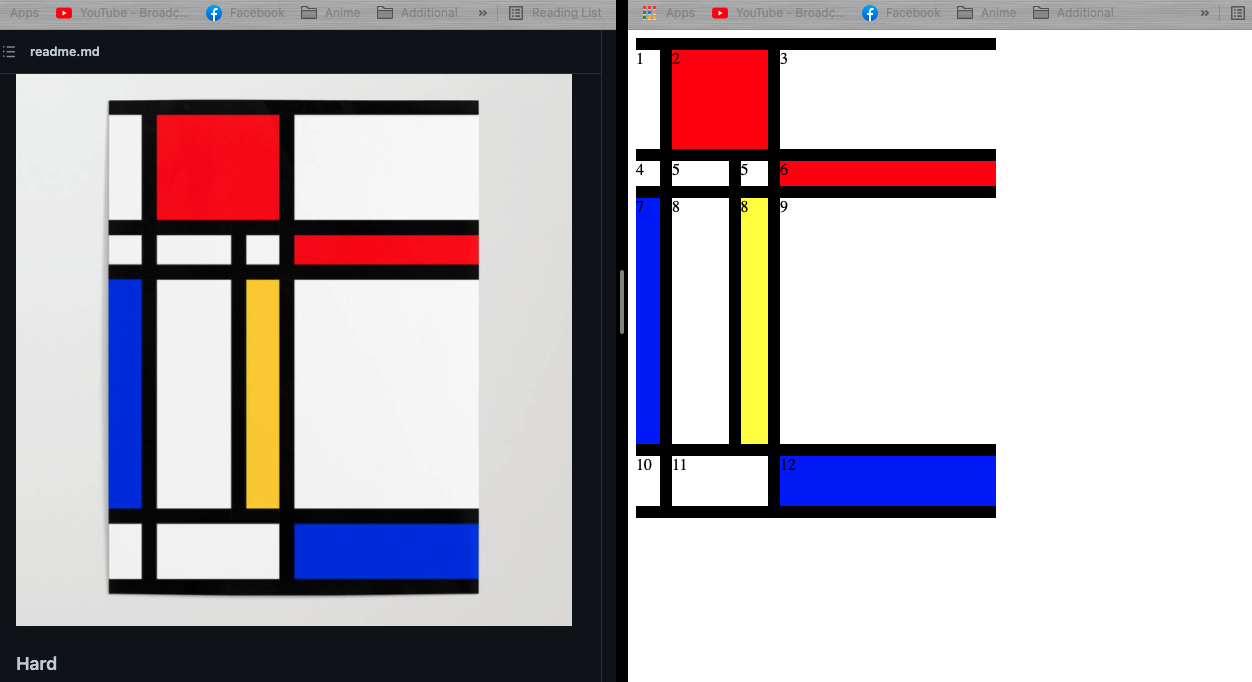 Apps YouTube - Broadc... Facebook Anime Additional » Reading List
readme.md
Hard
Apps YouTube - Broadc... Facebook Anime Additional »
1 2 3
4 5 5 6
7 8 8 9
10 11 12